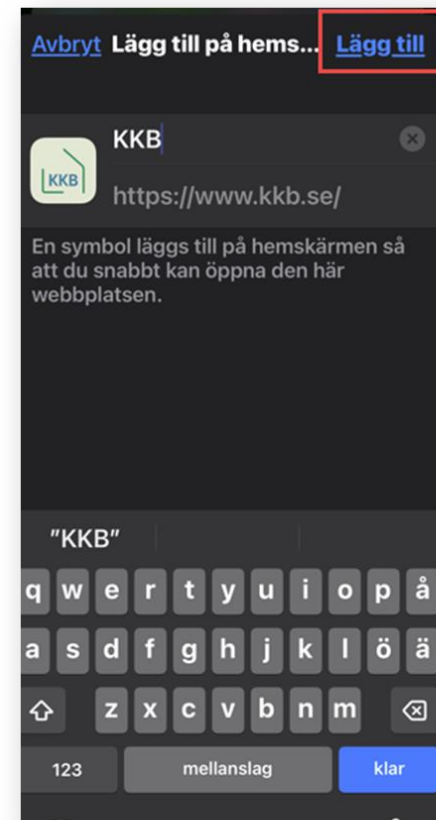 Avbryt Lägg till på hems... Lägg till
KKB
KKB
https://www.kkb.se/
En symbol läggs till på hemskärmen så
att du snabbt kan öppna den här
webbplatsen.
"KKB"
q w e r t y u i o p å
a s d f g h j k l ö ä
z x c v b n m
123 mellanslag klar